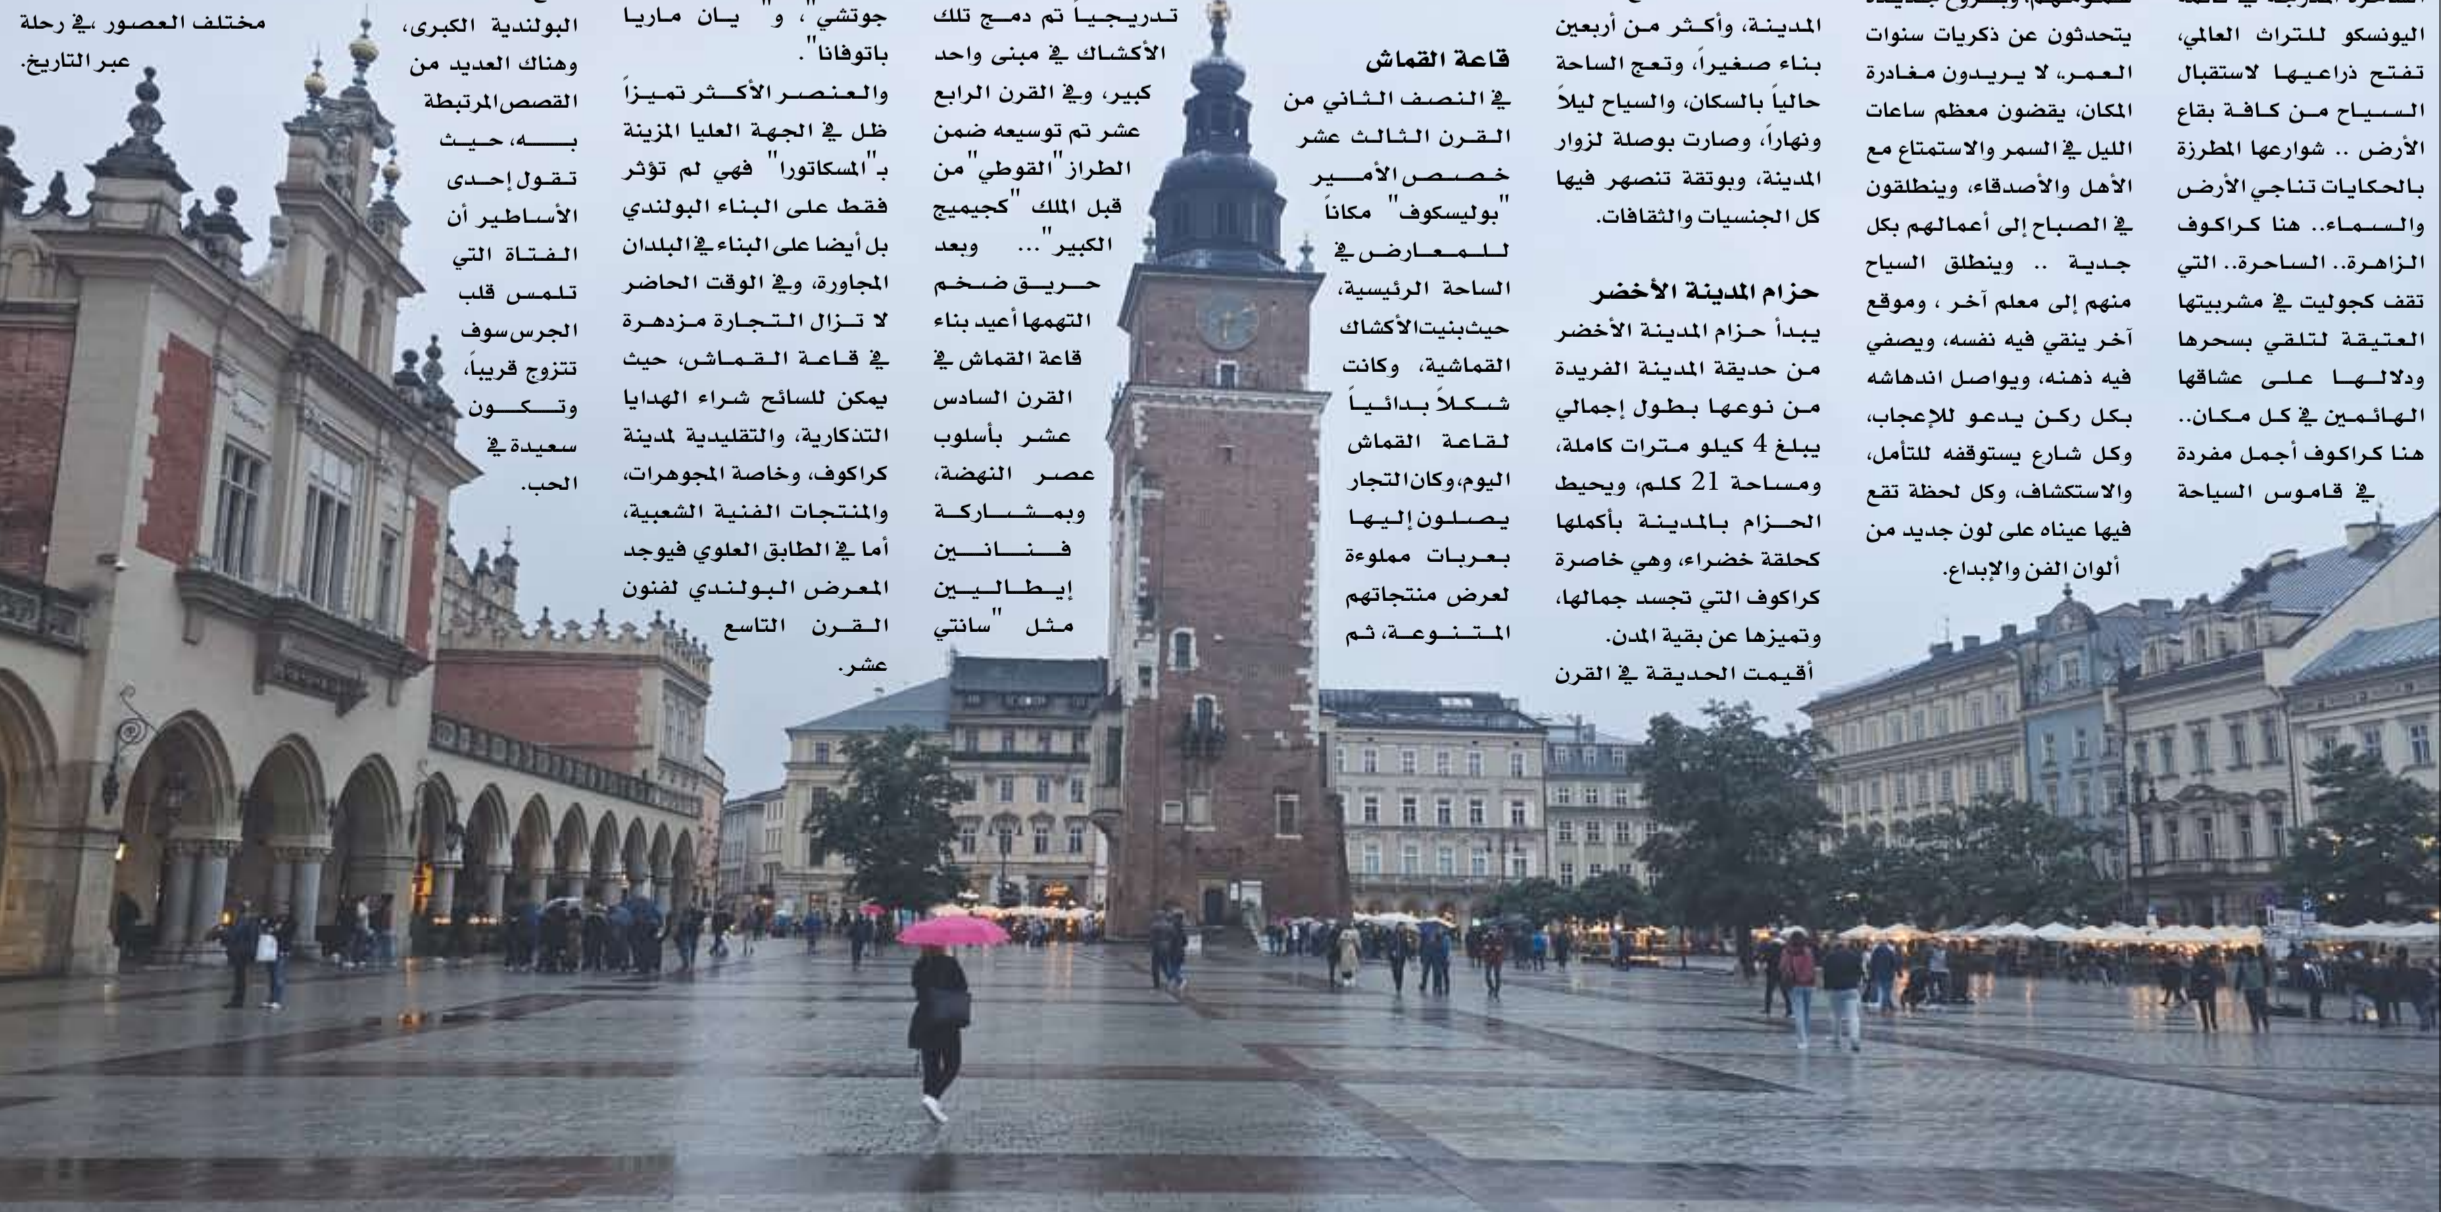 اليونسكو للتراث العالمي،
تفتح ذراعيها لاستقبال
السياح من كافة بقاع
الأرض .. شوارعها المطرزة
بالحكايات تناجي الأرض
والسماء.. هنا كراكوف
الزاهرة.. الساحرة.. التي
تقف كجوليت في مشربيتها
العتيقة لتلقي بسحرها
ودلالها على عشاقها
الهائمين في كل مكان..
هنا كراكوف أجمل مفردة
في قاموس السياحة
يتحدثون عن ذكريات سنوات
العمر، لا يريدون مغادرة
المكان، يقضون معظم ساعات
الليل في السمر والاستمتاع مع
الأهل والأصدقاء، وينطلقون
في الصباح إلى أعمالهم بكل
جدية .. وينطلق السياح
منهم إلى معلم آخر ، وموقع
آخر ينقي فيه نفسه، ويصفي
فيه ذهنه، ويواصل اندهاشه
بكل ركن يدعو للإعجاب،
وكل شارع يستوقفه للتأمل،
والاستكشاف، وكل لحظة تقع
فيها عيناه على لون جديد من
ألوان الفن والإبداع.
المدينة، وأكثر من أربعين
بناء صغيراً، وتعج الساحة
حالياً بالسكان، والسياح ليلاً
ونهاراً، وصارت بوصلة لزوار
المدينة، وبوتقة تنصهر فيها
كل الجنسيات والثقافات.
حزام المدينة الأخضر
يبدأ حزام المدينة الأخضر
من حديقة المدينة الفريدة
من نوعها بطول إجمالي
يبلغ 4 كيلو مترات كاملة،
ومساحة 21 كلم، ويحيط
الحزام بالمدينة بأكملها
كحلقة خضراء، وهي خاصرة
كراكوف التي تجسد جمالها،
وتميزها عن بقية المدن.
أقيمت الحديقة في القرن
قاعة القماش
في النصف الثاني من
القرن الثالث عشر
خصص الأمير
"بوليسكوف" مكاناً
للمعارض في
الساحة الرئيسية،
حيث بنيت الأكشاك
القماشية، وكانت
شكلاً بدائياً
لقاعة القماش
اليوم، وكان التجار
يصلون إليها
بعربات مملوءة
لعرض منتجاتهم
المتنوعة، ثم
تدريجياً تم دمج تلك
الأكشاك في مبنى واحد
كبير، وفي القرن الرابع
عشر تم توسيعه ضمن
الطراز "القوطي" من
قبل الملك "كجيميج
الكبير"... وبعد
حريق ضخم
التهمها أعيد بناء
قاعة القماش في
القرن السادس
عشر بأسلوب
عصر النهضة،
وبمشاركة
فنانين
إيطاليين
مثل "سانتي
جوتشي"، و" يان ماريا
باتوفانا".
والعنصر الأكثر تميزاً
ظل في الجهة العليا المزينة
بـ"المسكاتورا" فهي لم تؤثر
فقط على البناء البولندي
بل أيضا على البناء في البلدان
المجاورة، وفي الوقت الحاضر
لا تزال التجارة مزدهرة
في قاعة القماش، حيث
يمكن للسائح شراء الهدايا
التذكارية، والتقليدية لمدينة
كراكوف، وخاصة المجوهرات،
والمنتجات الفنية الشعبية،
أما في الطابق العلوي فيوجد
المعرض البولندي لفنون
القرن التاسع
عشر.
البولندية الكبرى،
وهناك العديد من
القصص المرتبطة
به، حيث
تقول إحدى
الأساطير أن
الفتاة التي
تلمس قلب
الجرس سوف
تتزوج قريباً،
وتكون
سعيدة في
الحب.
مختلف العصور ،في رحلة
عبر التاريخ.